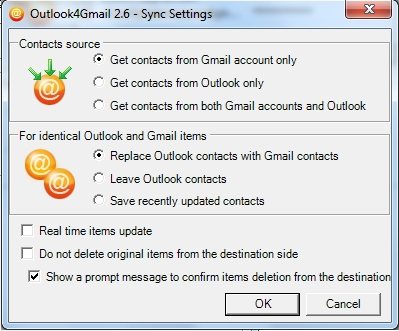 Outlook4Gmail 2.6 - Sync Settings
Contacts source
Get contacts from Gmail account only
Get contacts from Outlook only
Get contacts from both Gmail accounts and Outlook
For identical Outlook and Gmail items
Replace Outlook contacts with Gmail contacts
Leave Outlook contacts
Save recently updated contacts
Real time items update
Do not delete original items from the destination side
Show a prompt message to confirm items deletion from the destination
OK Cancel